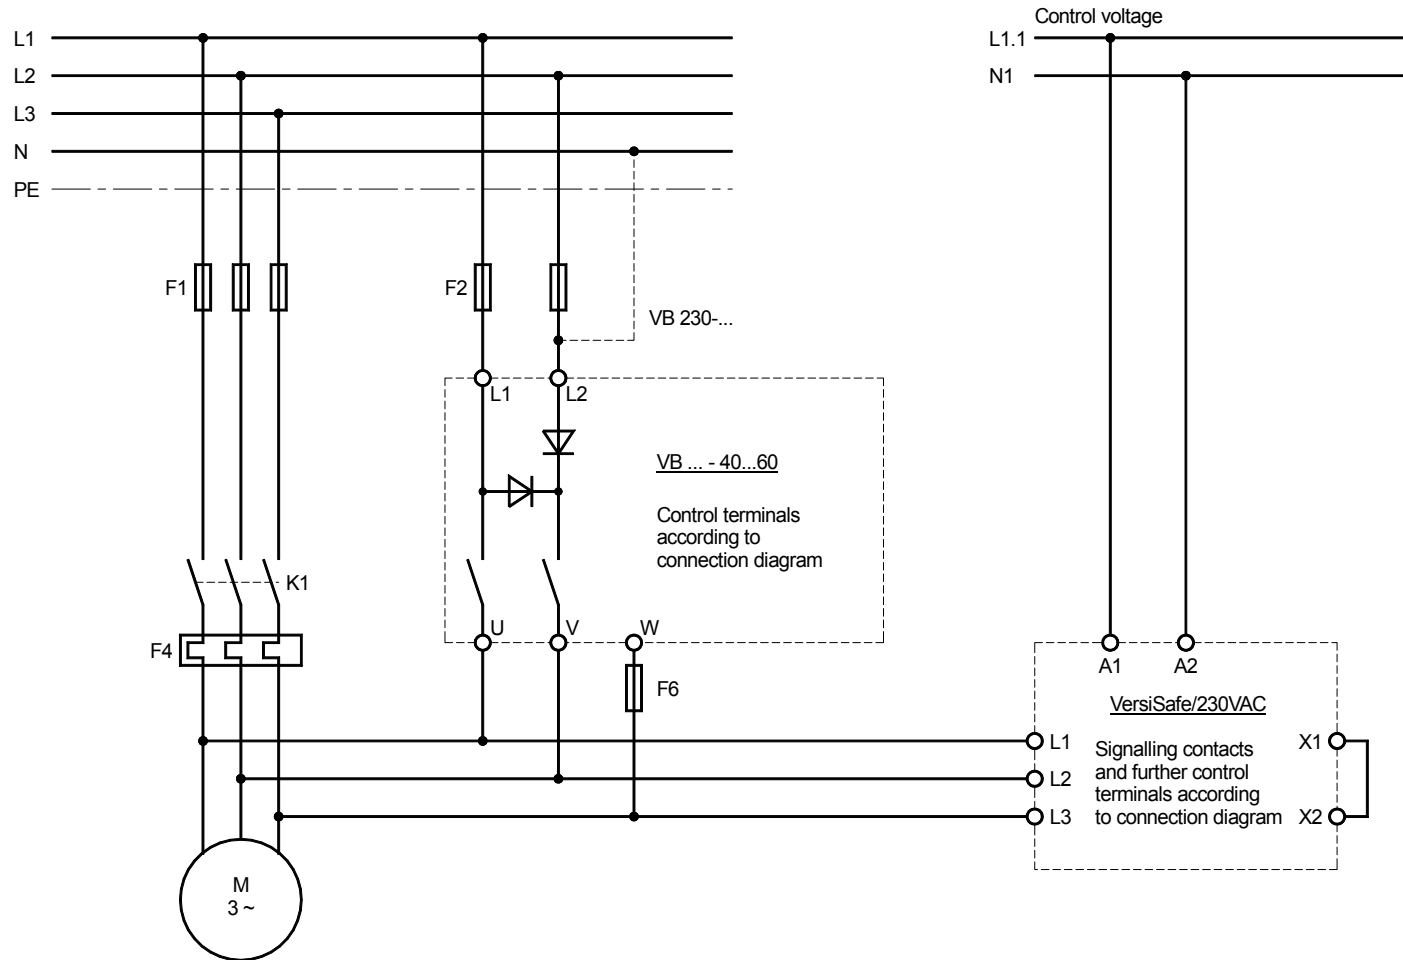 Control voltage
L1
L1.1
L2
N1
L3
N
PE
F1
F2
VB 230-...
L1
L2
VB ... - 40...60
Control terminals
according to
connection diagram
K1
U
V
W
F4
F6
A1
A2
VersiSafe/230VAC
L1
Signalling contacts
and further control
terminals according
to connection diagram
X1
L2
L3
X2
M
3 ~